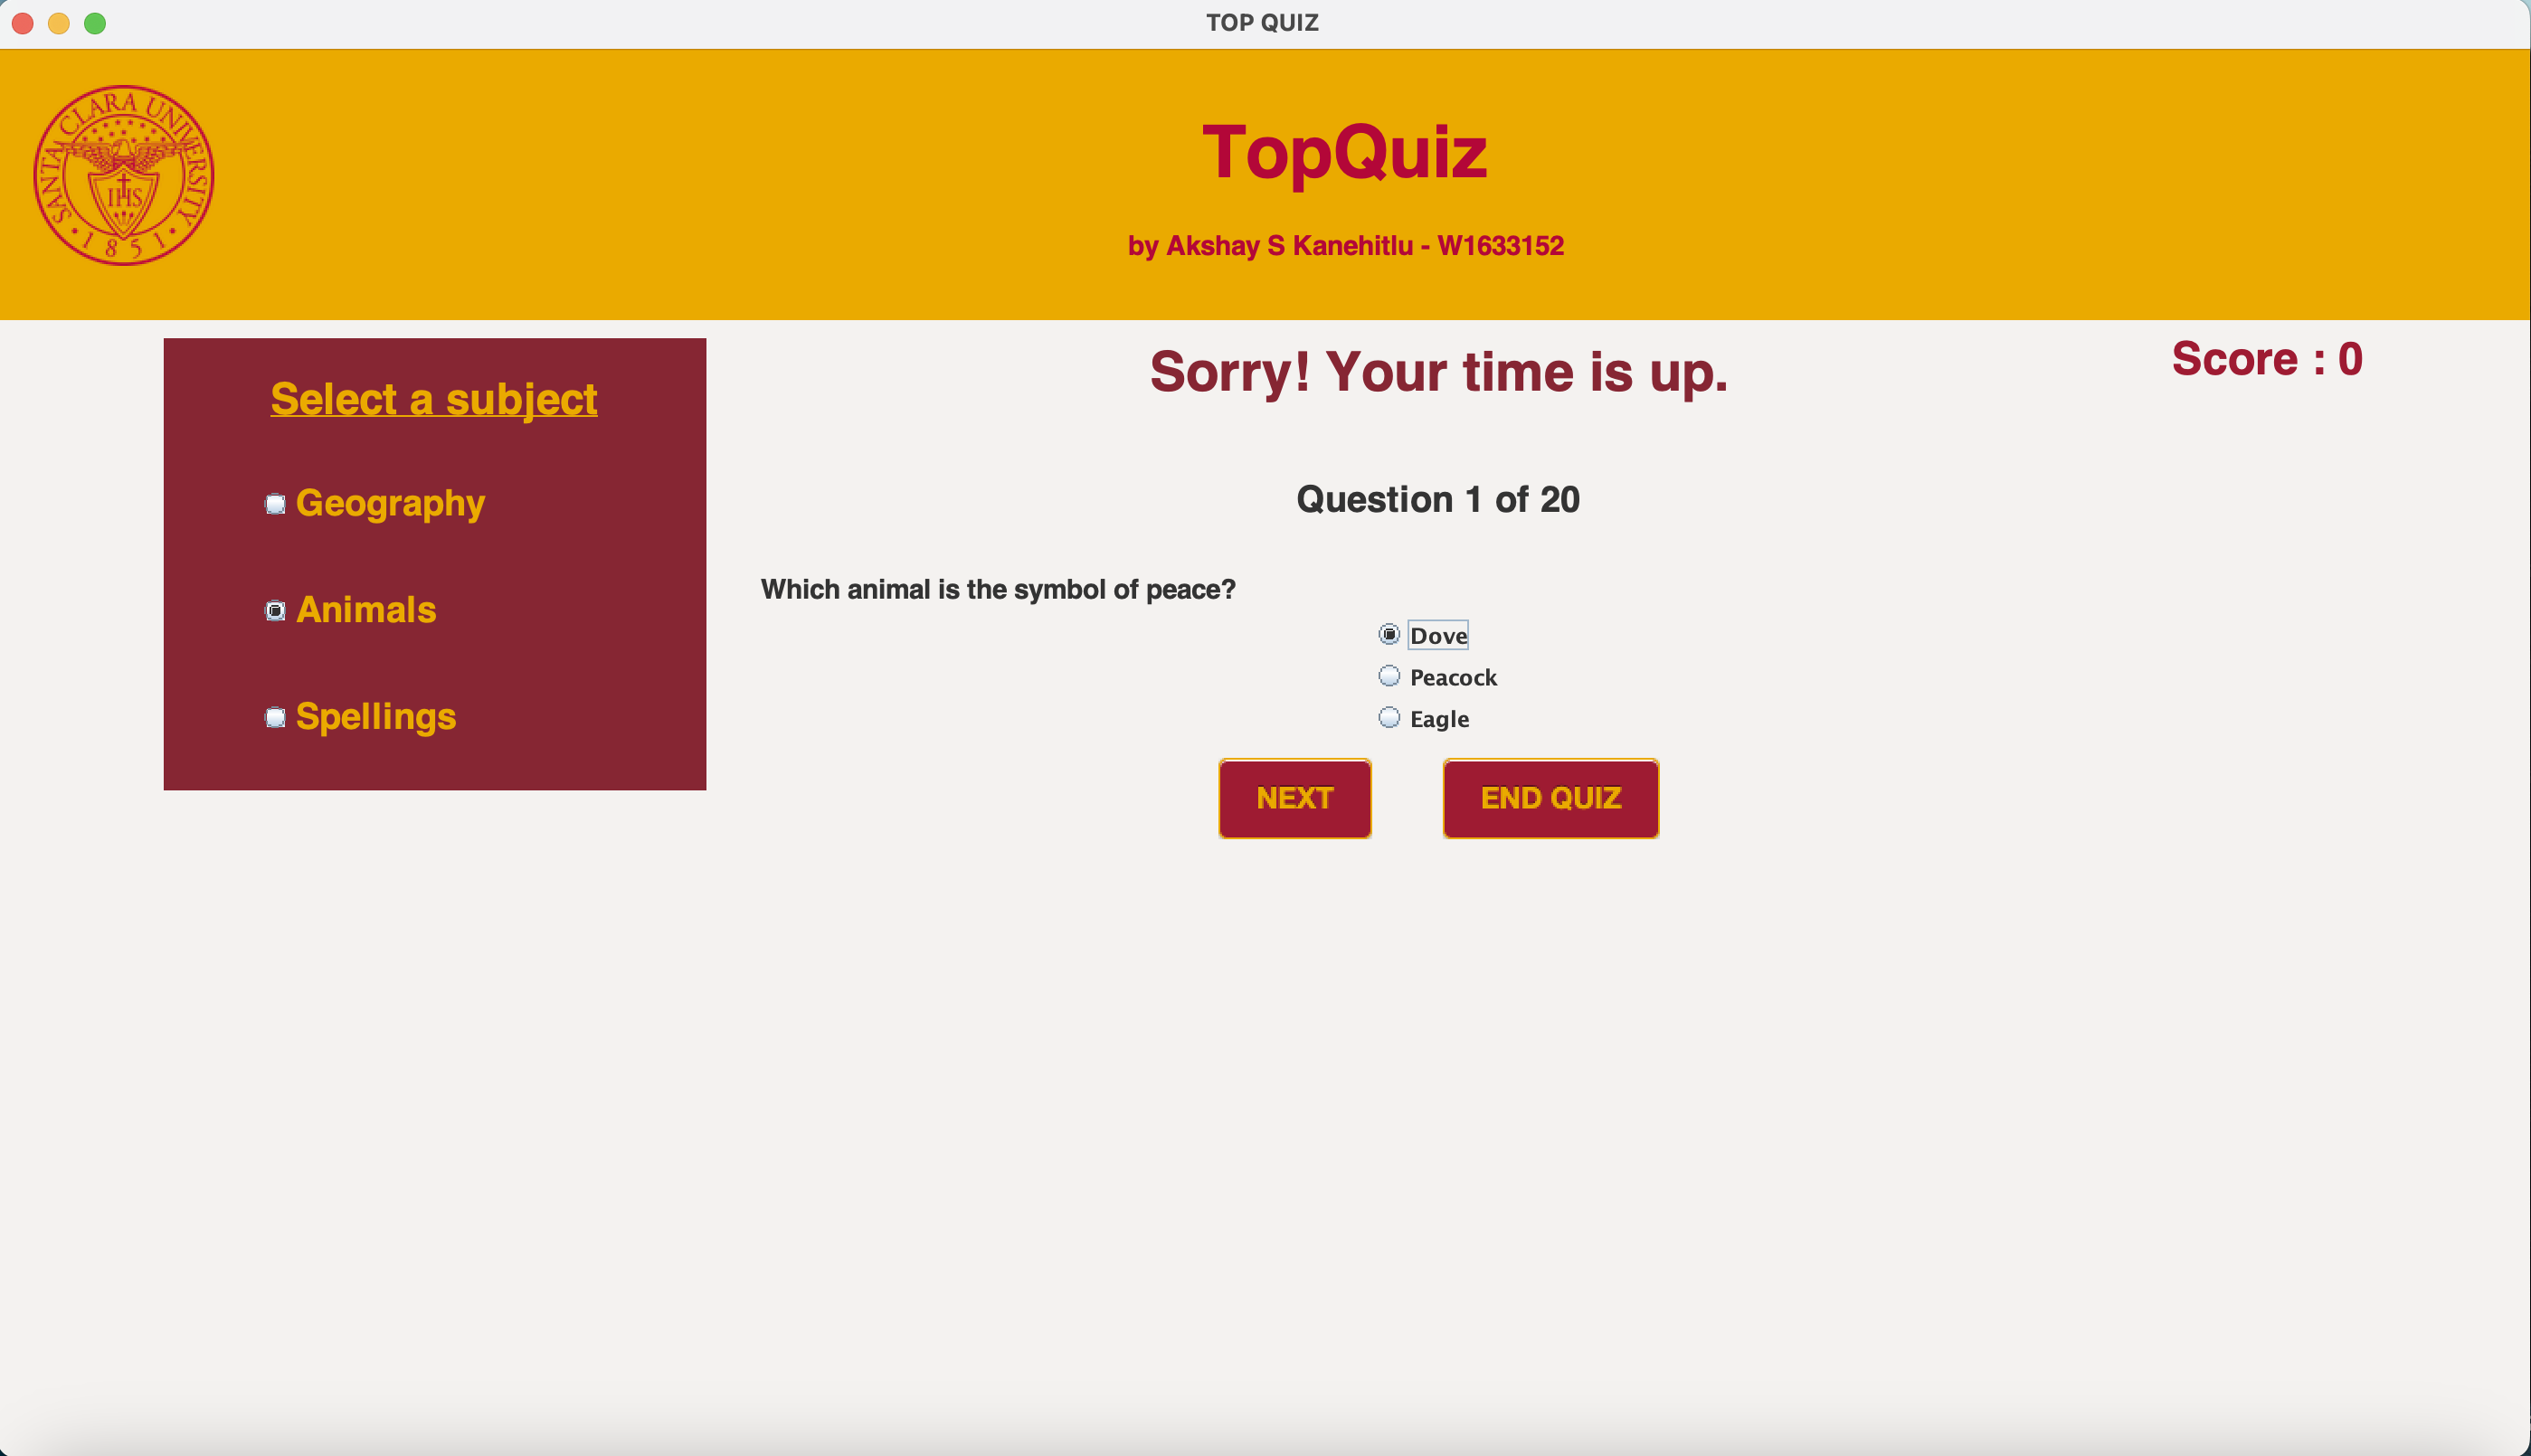 TOP QUIZ
SANTA CLARA UNIVERSITY
IHS
• 1851 •
TopQuiz
by Akshay S Kanehitlu - W1633152
Select a subject
Geography
Animals
Spellings
Sorry! Your time is up.
Score : 0
Question 1 of 20
Which animal is the symbol of peace?
Dove
Peacock
Eagle
NEXT
END QUIZ